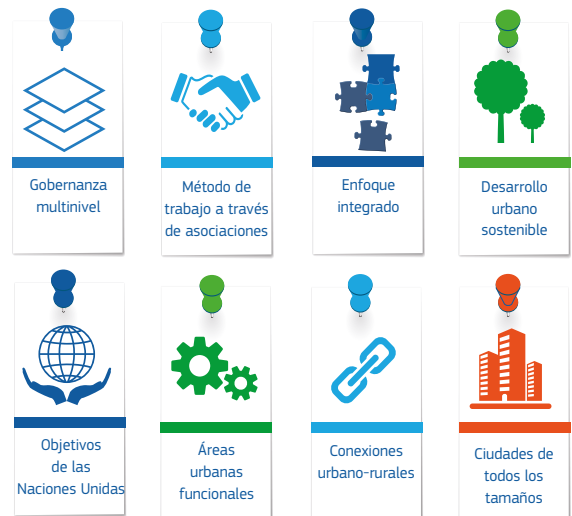 Gobernanza
multinivel
Método de
trabajo a través
de asociaciones
Enfoque
integrado
Desarrollo
urbano
sostenible
Objetivos
de las
Naciones Unidas
Áreas
urbanas
funcionales
Conexiones
urbano-rurales
Ciudades de
todos los
tamaños